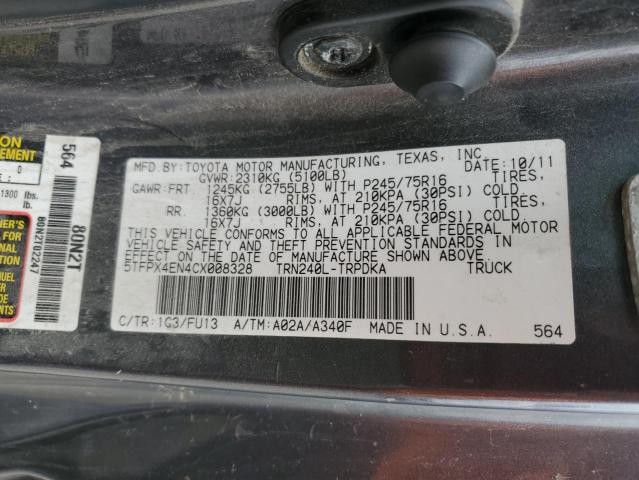 MFD BY: TOYOTA MOTOR MANUFACTURING, TEXAS, INC.
DATE: 10/11
GVWR: 2310KG (5100LB)
GAWR: FRT. 1245KG (2755LB) WITH P245/75R16 TIRES,
16X7J RIMS, AT 210KPA (30PSI) COLD
RR. 1360KG (3000LB) WITH P245/75R16 TIRES,
16X7J RIMS, AT 210KPA (30PSI) COLD
THIS VEHICLE CONFORMS TO ALL APPLICABLE FEDERAL MOTOR
VEHICLE SAFETY AND THEFT PREVENTION STANDARDS IN
EFFECT ON THE DATE OF MANUFACTURE SHOWN ABOVE.
5TFPX4EN4CX008328 TRN240L-TRPDKA TRUCK
C/TR: 1G3/FU13 A/TM: A02A/A340F MADE IN U.S.A. 564
564
80N2T
0
1300 lbs.
lb.